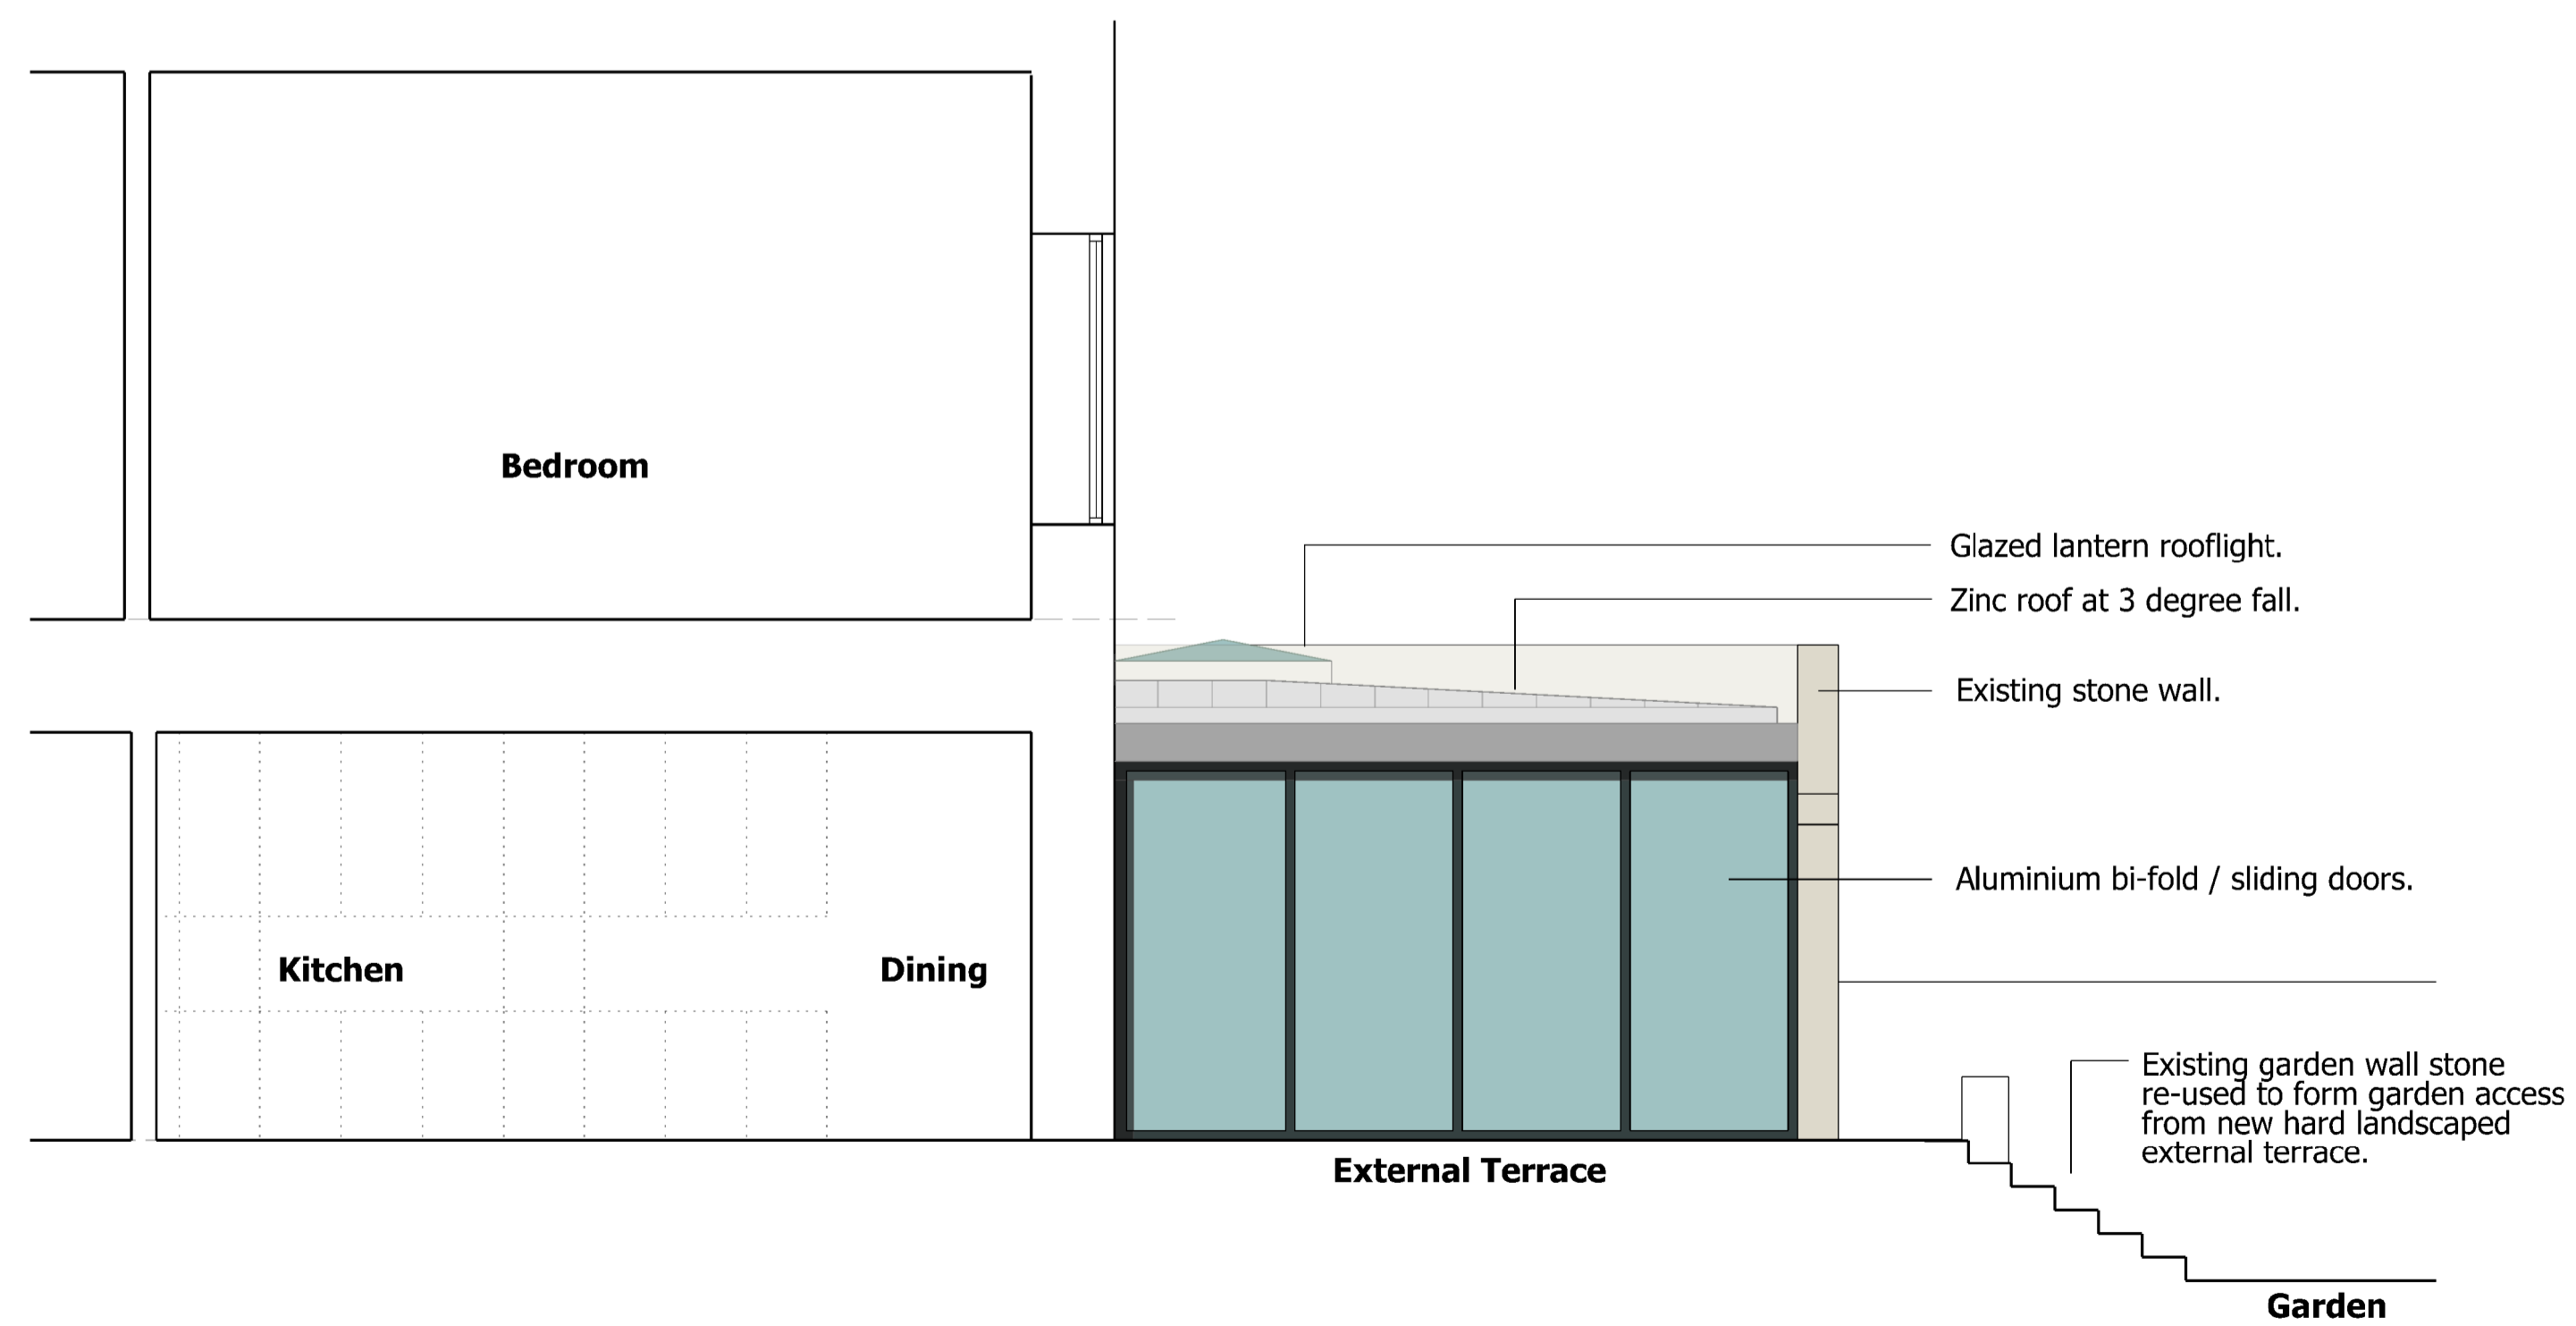 Bedroom
Glazed lantern rooflight.
Zinc roof at 3 degree fall.
Existing stone wall.
Aluminium bi-fold / sliding doors.
Kitchen
Dining
Existing garden wall stone
re-used to form garden access
from new hard landscaped
external terrace.
External Terrace
Garden